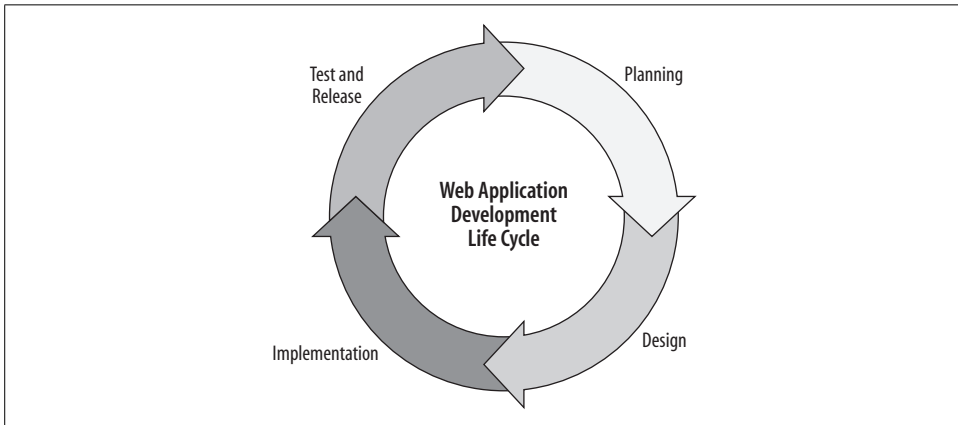 Test and
Release
Planning
Web Application
Development
Life Cycle
Implementation
Design